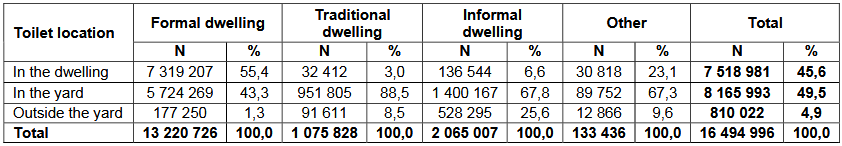 Toilet location Formal dwelling Traditional dwelling Informal dwelling Other Total
N % N % N % N % N %
In the dwelling 7 319 207 55,4 32 412 3,0 136 544 6,6 30 818 23,1 7 518 981 45,6
In the yard 5 724 269 43,3 951 805 88,5 1 400 167 67,8 89 752 67,3 8 165 993 49,5
Outside the yard 177 250 1,3 91 611 8,5 528 295 25,6 12 866 9,6 810 022 4,9
Total 13 220 726 100,0 1 075 828 100,0 2 065 007 100,0 133 436 100,0 16 494 996 100,0